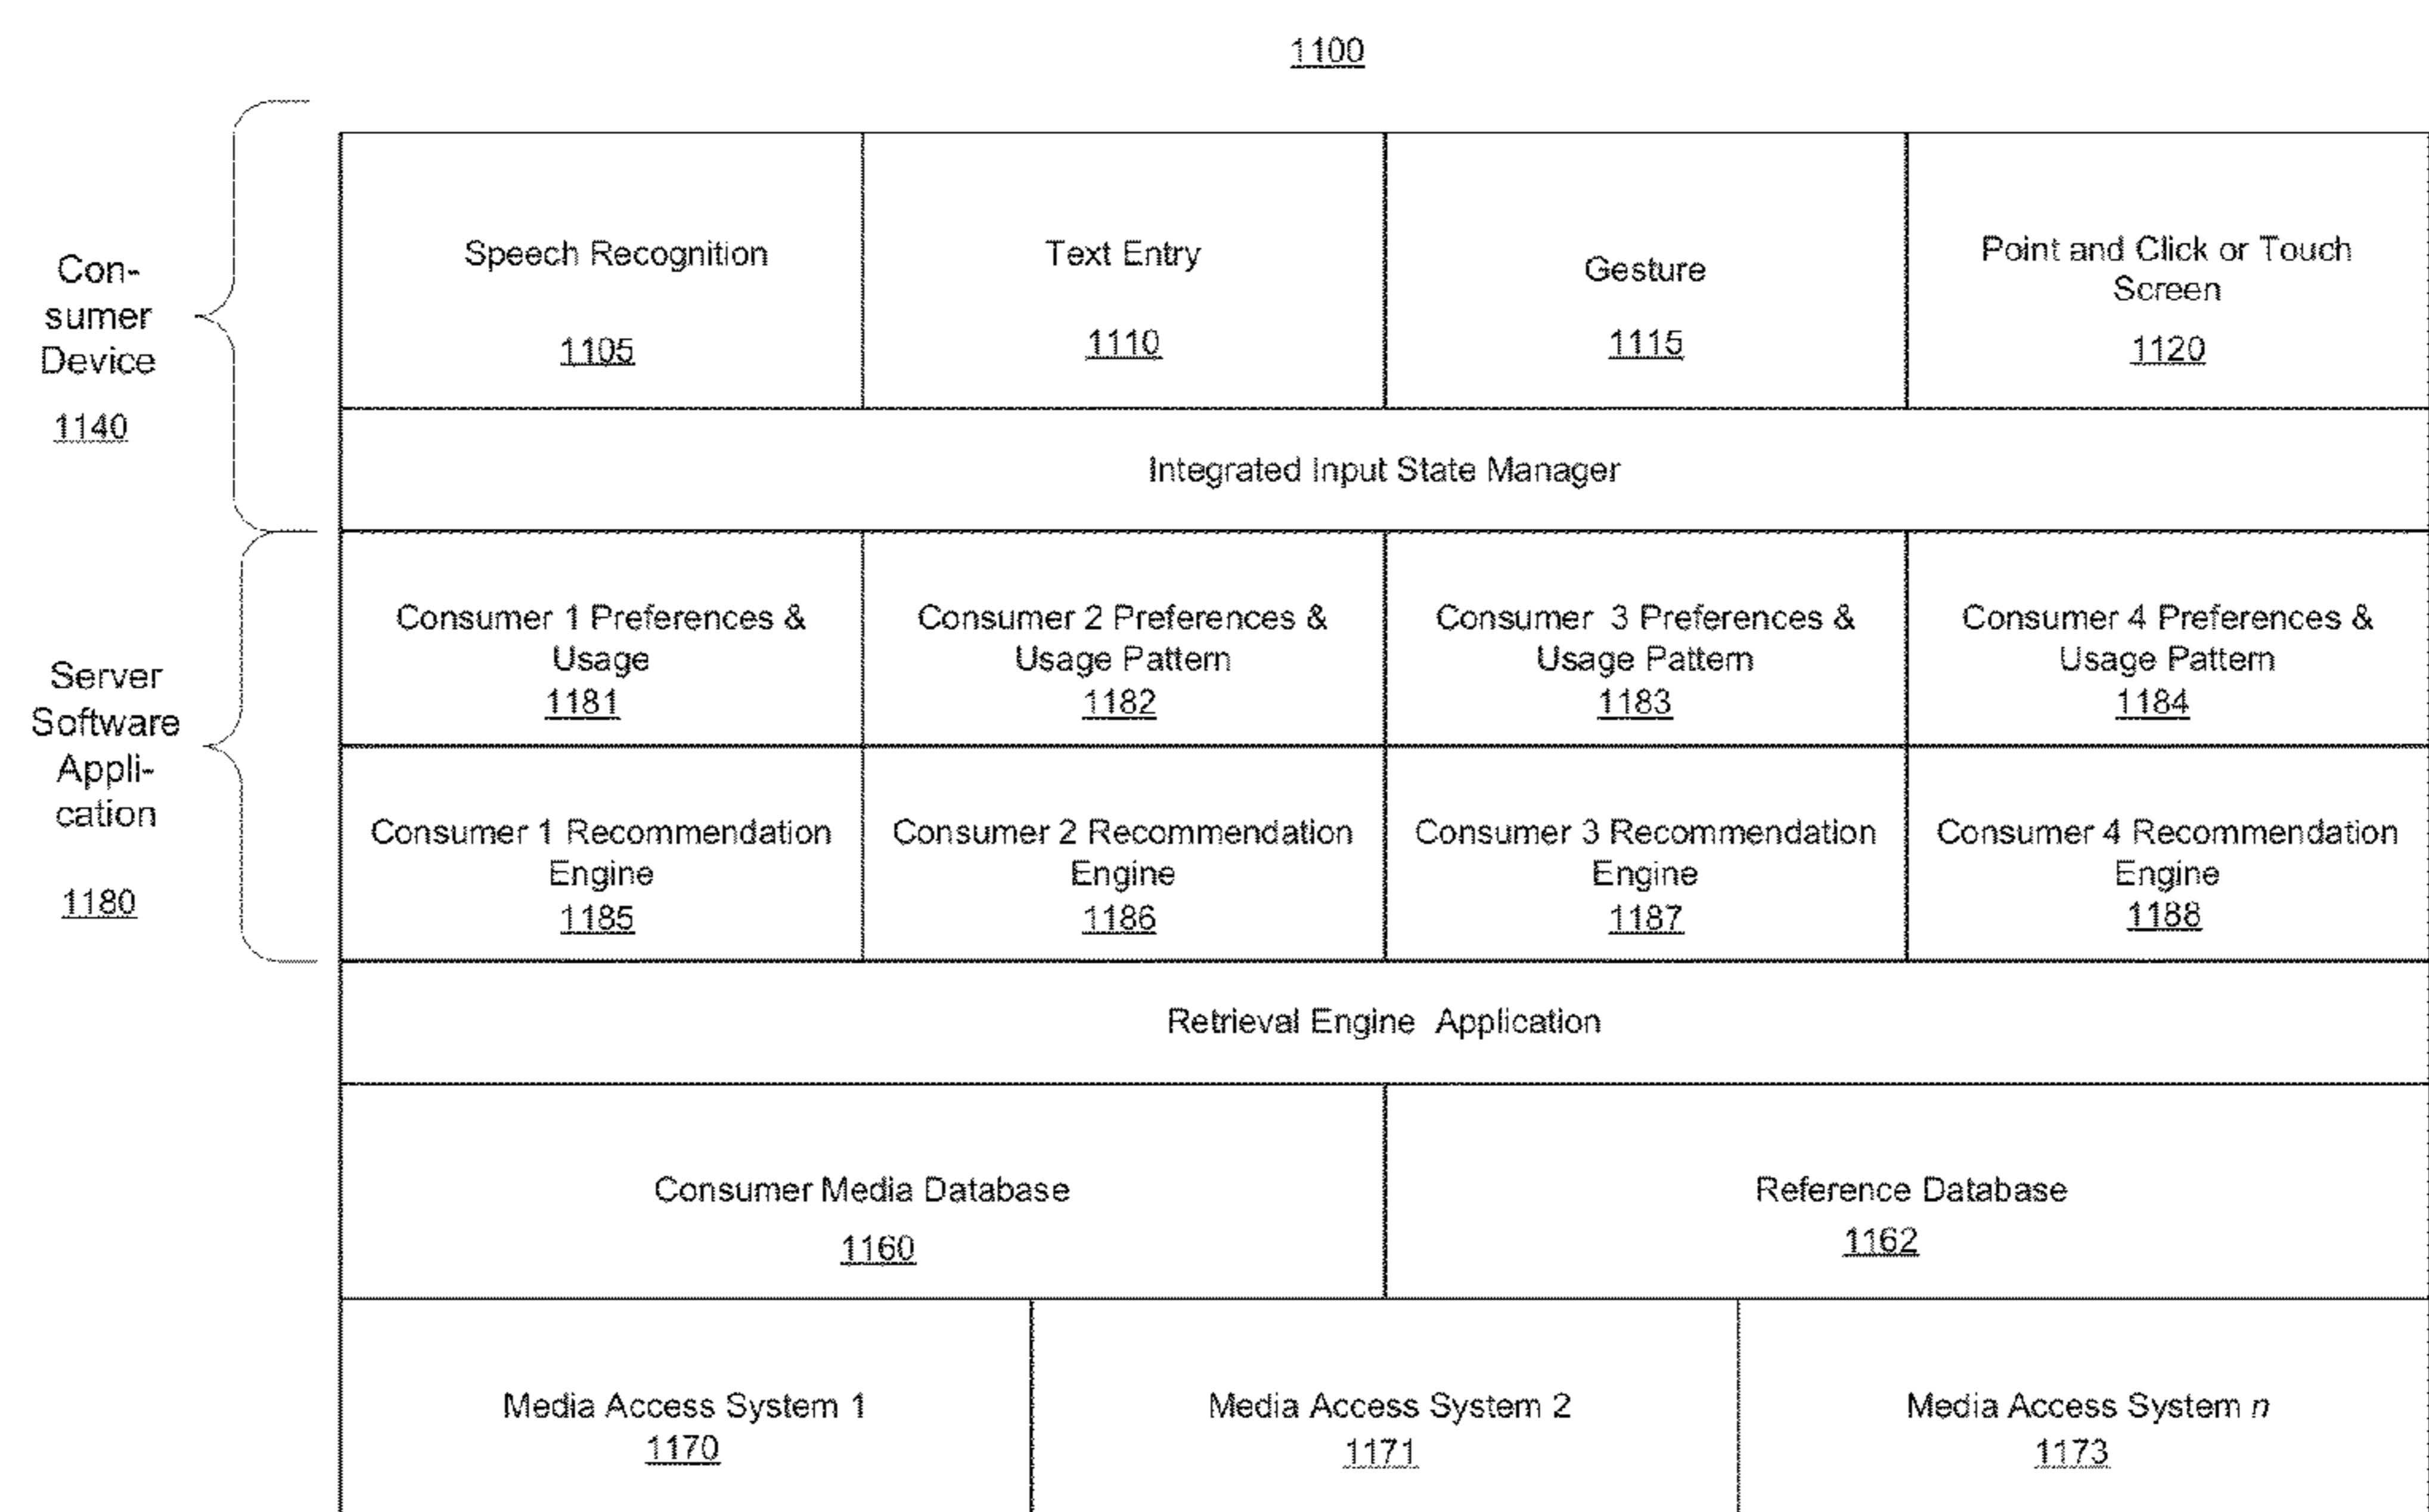 1100
Con-
sumer
Device
1140
Speech Recognition
1105
Text Entry
1110
Gesture
1115
Point and Click or Touch
Screen
1120
Integrated Input State Manager
Server
Software
Appli-
cation
1180
Consumer 1 Preferences &
Usage
1181
Consumer 2 Preferences &
Usage Pattern
1182
Consumer  3 Preferences &
Usage Pattern
1183
Consumer 4 Preferences &
Usage Pattern
1184
Consumer 1 Recommendation
Engine
1185
Consumer 2 Recommendation
Engine
1186
Consumer 3 Recommendation
Engine
1187
Consumer 4 Recommendation
Engine
1188
Retrieval Engine  Application
Consumer Media Database
1160
Reference Database
1162
Media Access System 1
1170
Media Access System 2
1171
Media Access System n
1173